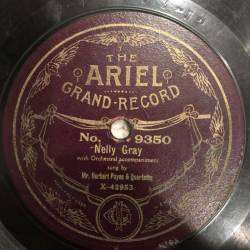 THE
ARIEL
GRAND-RECORD
No. 9350
Nelly Gray
with Orchestral accompaniment
sung by
Mr. Herbert Payne & Quartette
X-42953